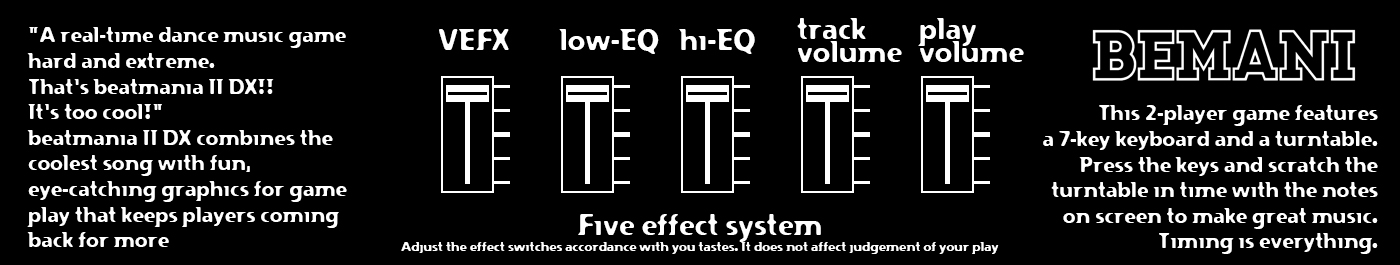 "A real-time dance music game
hard and extreme.
That's beatmania II DX!!
It's too cool!"
beatmania II DX combines the
coolest song with fun,
eye-catching graphics for game
play that keeps players coming
back for more
VEFX
low-EQ
hi-EQ
track
volume
play
volume
Five effect system
Adjust the effect switches accordance with you tastes. It does not affect judgement of your play
BEMANI
This 2-player game features
a 7-key keyboard and a turntable.
Press the keys and scratch the
turntable in time with the notes
on screen to make great music.
Timing is everything.